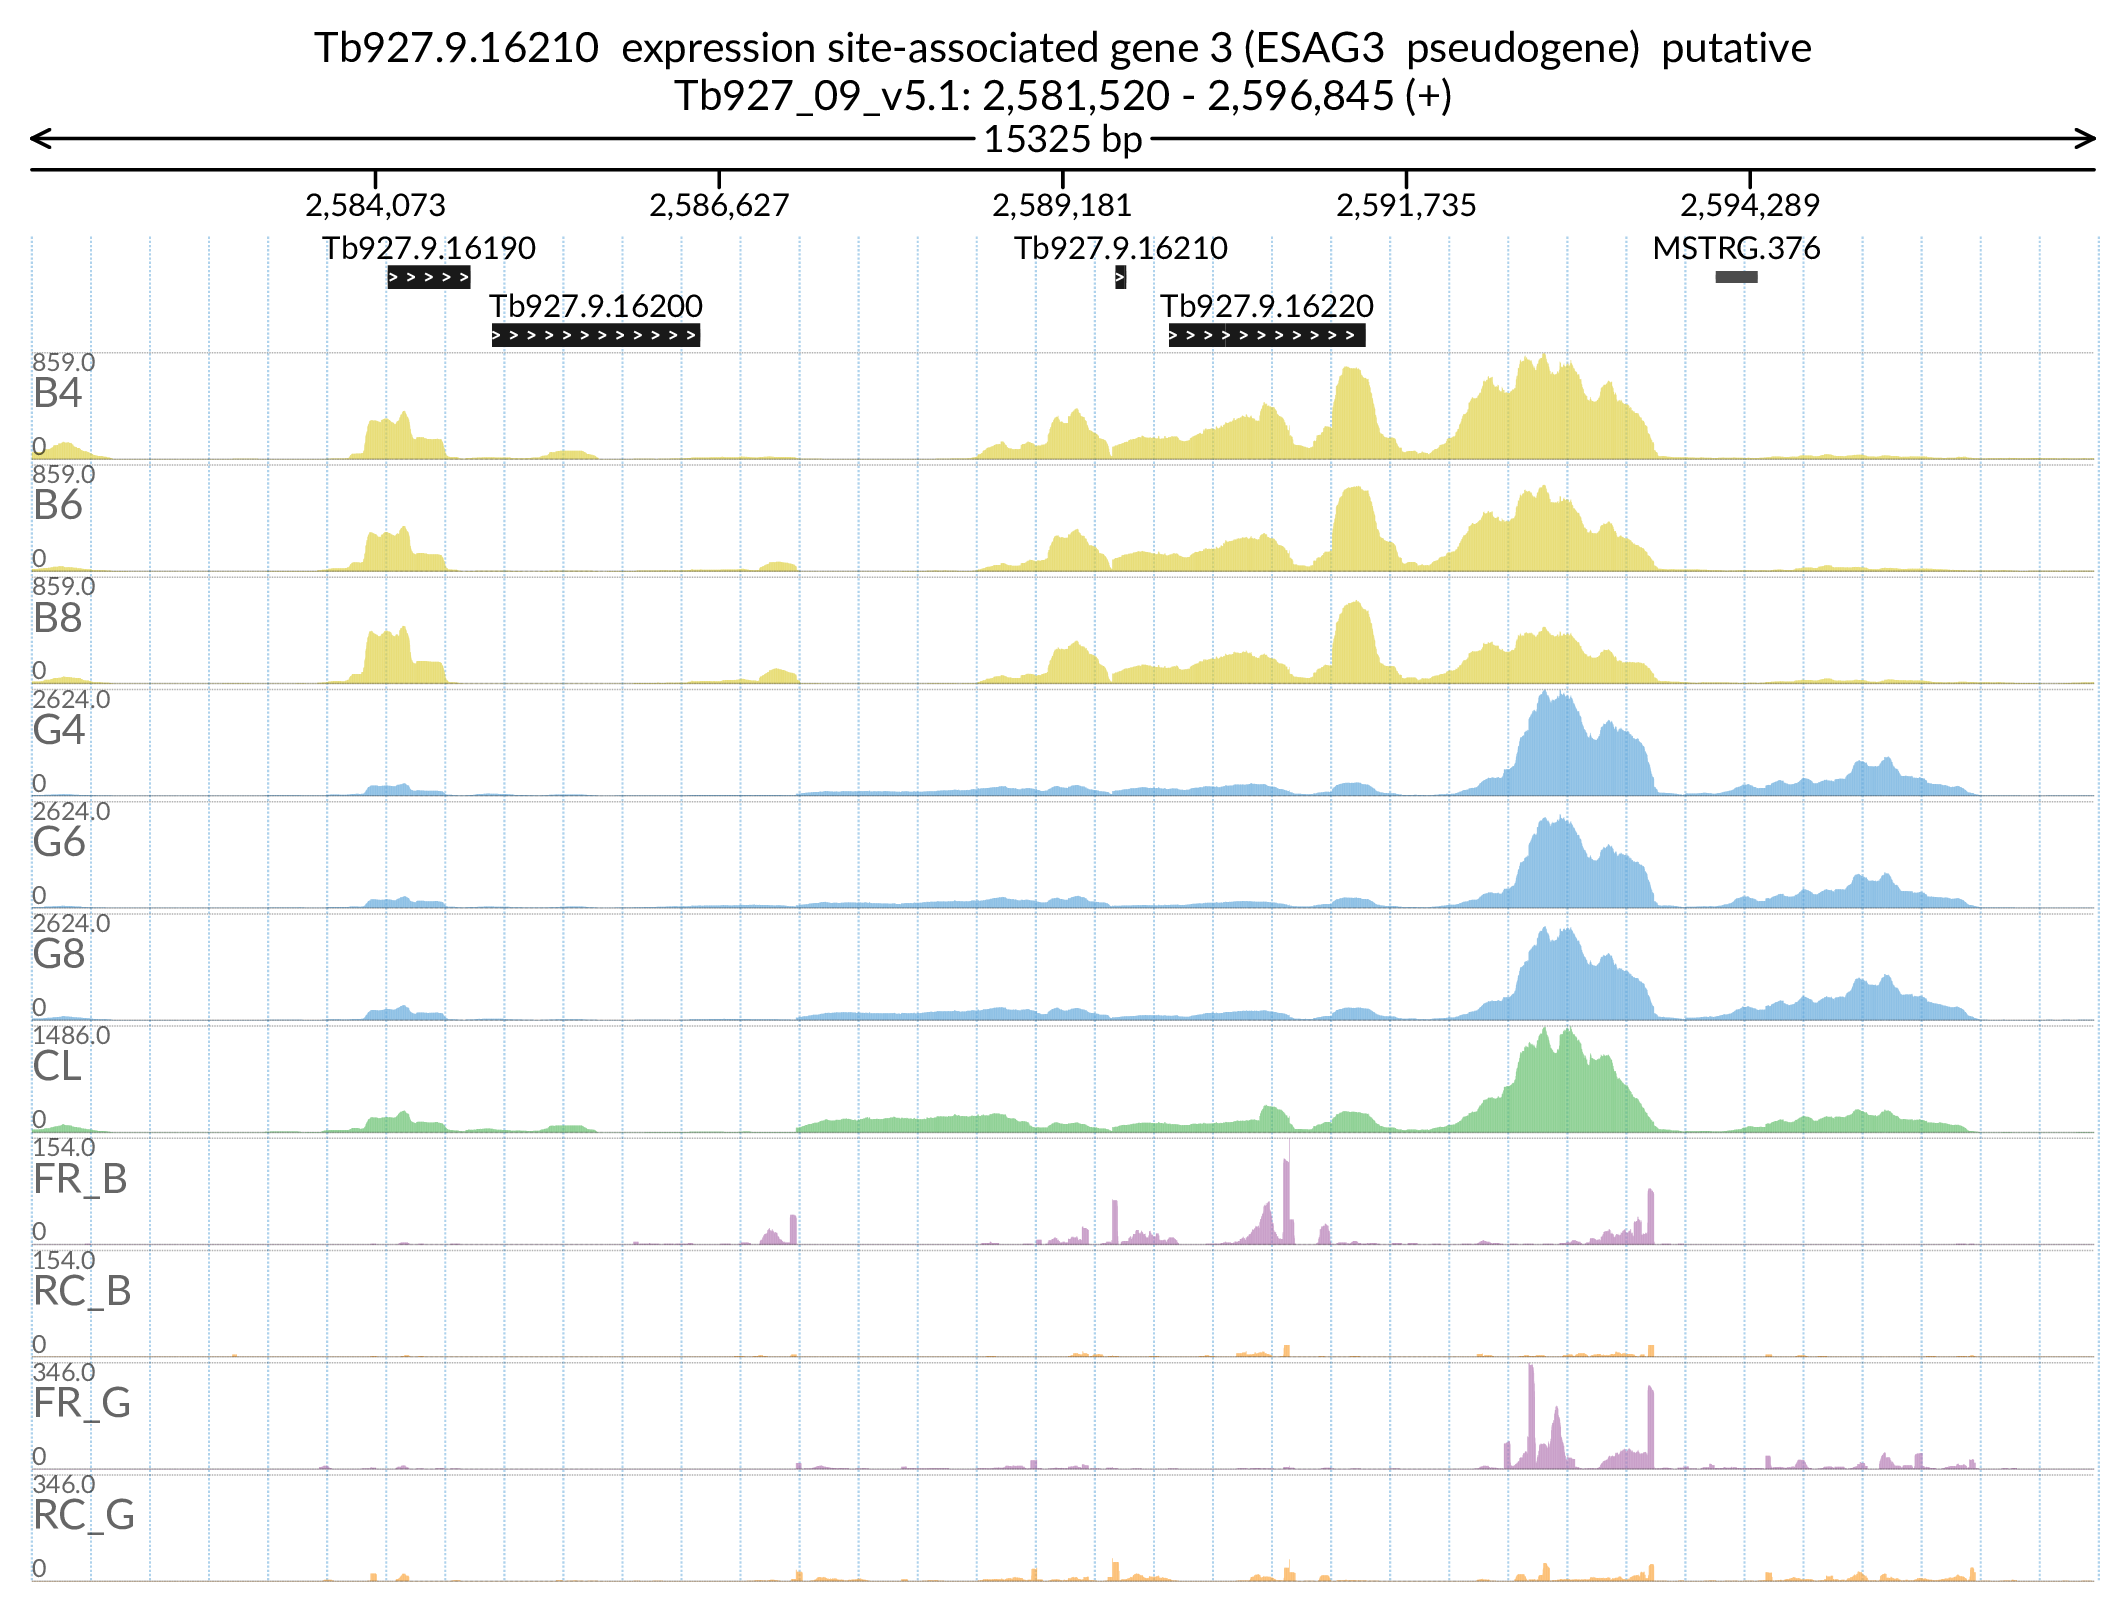 Tb927.9.16210 expression site-associated gene 3 (ESAG3 pseudogene) putative
Tb927_09_v5.1: 2,581,520 - 2,596,845 (+)
15325 bp
2,584,073 2,586,627 2,589,181 2,591,735 2,594,289
Tb927.9.16190 Tb927.9.16210 MSTRG.376
Tb927.9.16200 Tb927.9.16220
859.0
B4
0
859.0
B6
0
859.0
B8
0
2624.0
G4
0
2624.0
G6
0
2624.0
G8
0
1486.0
CL
0
154.0
FR_B
0
154.0
RC_B
0
346.0
FR_G
0
346.0
RC_G
0